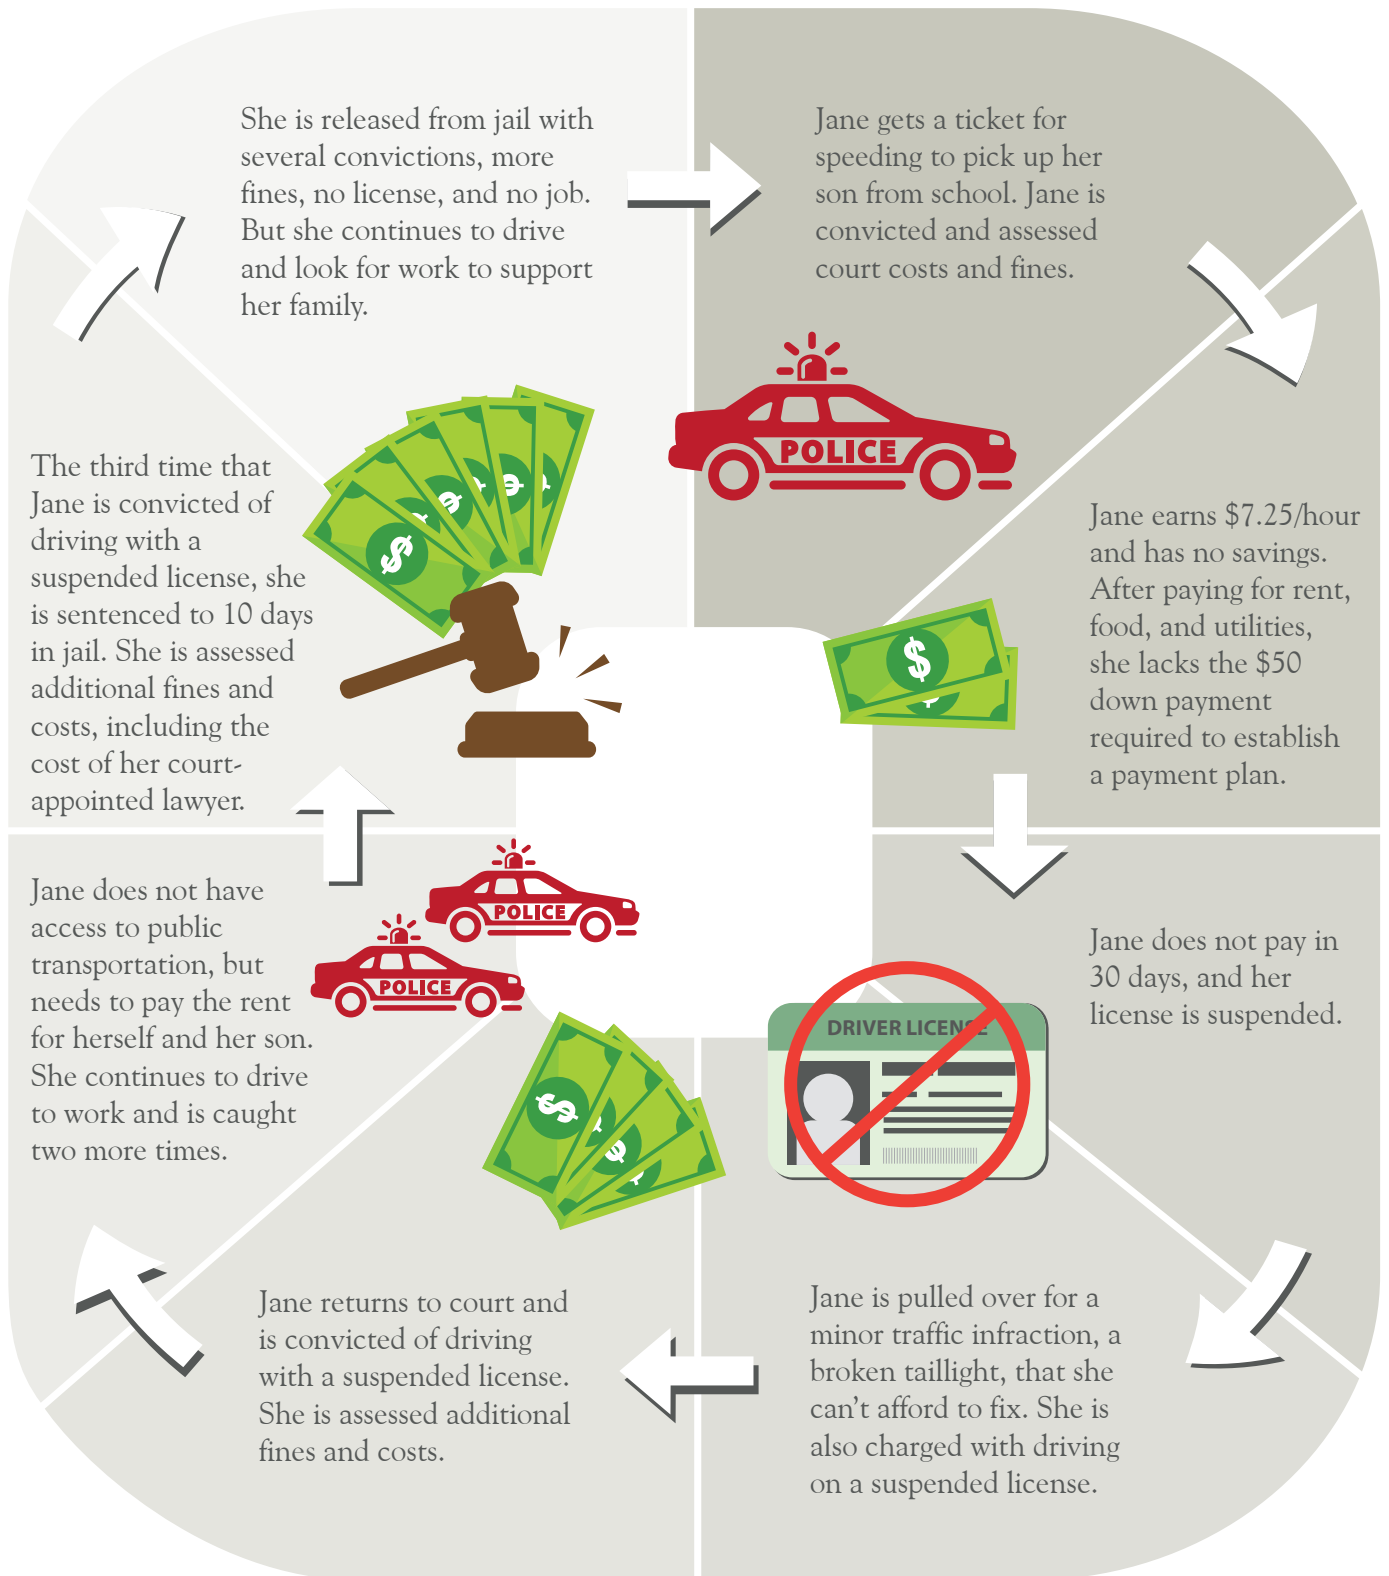 Jane gets a ticket for
speeding to pick up her
son from school. Jane is
convicted and assessed
court costs and fines.
POLICE
Jane earns $7.25/hour
and has no savings.
After paying for rent,
food, and utilities,
she lacks the $50
down payment
required to establish
a payment plan.
$
Jane does not pay in
30 days, and her
license is suspended.
DRIVER LICENSE
Jane is pulled over for a
minor traffic infraction, a
broken taillight, that she
can't afford to fix. She is
also charged with driving
on a suspended license.
Jane returns to court and
is convicted of driving
with a suspended license.
She is assessed additional
fines and costs.
$
$
Jane does not have
access to public
transportation, but
needs to pay the rent
for herself and her son.
She continues to drive
to work and is caught
two more times.
POLICE
POLICE
The third time that
Jane is convicted of
driving with a
suspended license, she
is sentenced to 10 days
in jail. She is assessed
additional fines and
costs, including the
cost of her court-
appointed lawyer.
$
$
$
She is released from jail with
several convictions, more
fines, no license, and no job.
But she continues to drive
and look for work to support
her family.